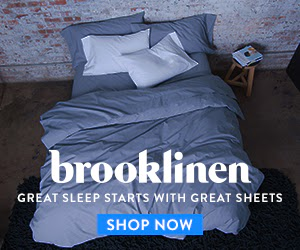 brooklinen
GREAT SLEEP STARTS WITH GREAT SHEETS
SHOP NOW